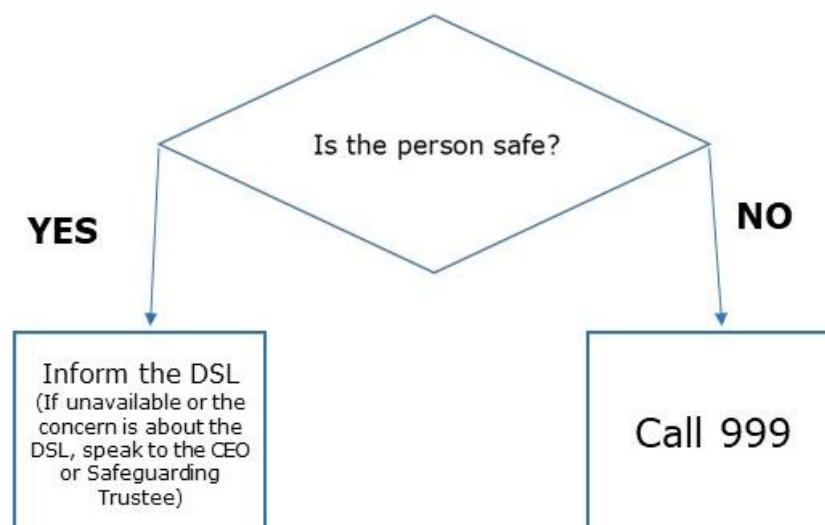 Is the person safe?
YES
NO
Inform the DSL
(If unavailable or the
concern is about the
DSL, speak to the CEO
or Safeguarding
Trustee)
Call 999